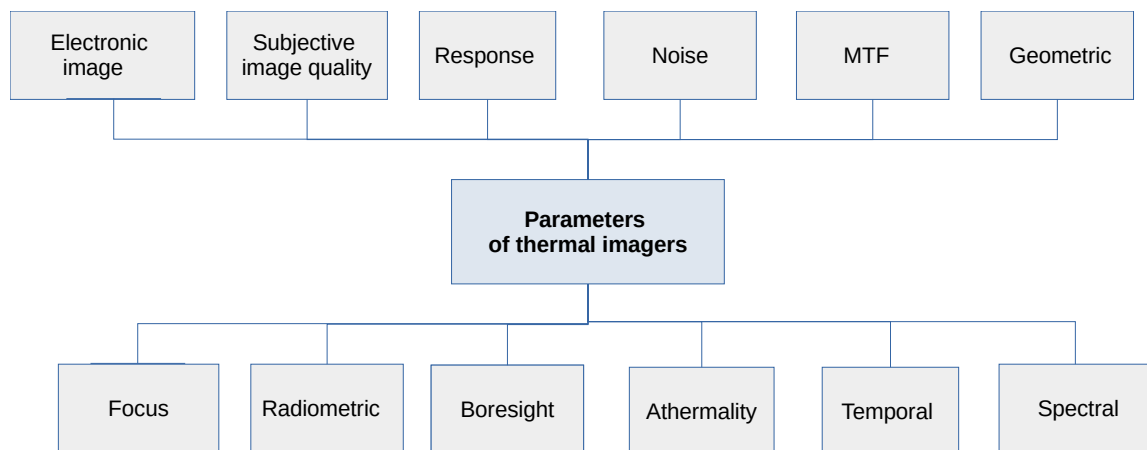 Electronic
image
Subjective
image quality
Response
Noise
MTF
Geometric
Parameters
of thermal imagers
Focus
Radiometric
Boresight
Athermality
Temporal
Spectral